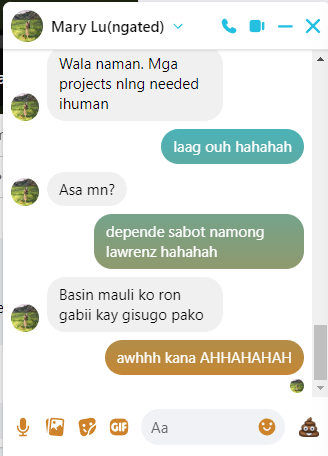 Mary Lu(ngated)
Wala naman. Mga
projects nlng needed
ihuman
laag ouh hahahah
Asa mn?
depende sabot namong
lawrenz hahahah
Basin mauli ko ron
gabii kay gisugo pako
awhhh kana AHHAHAHAH
GIF
Aa